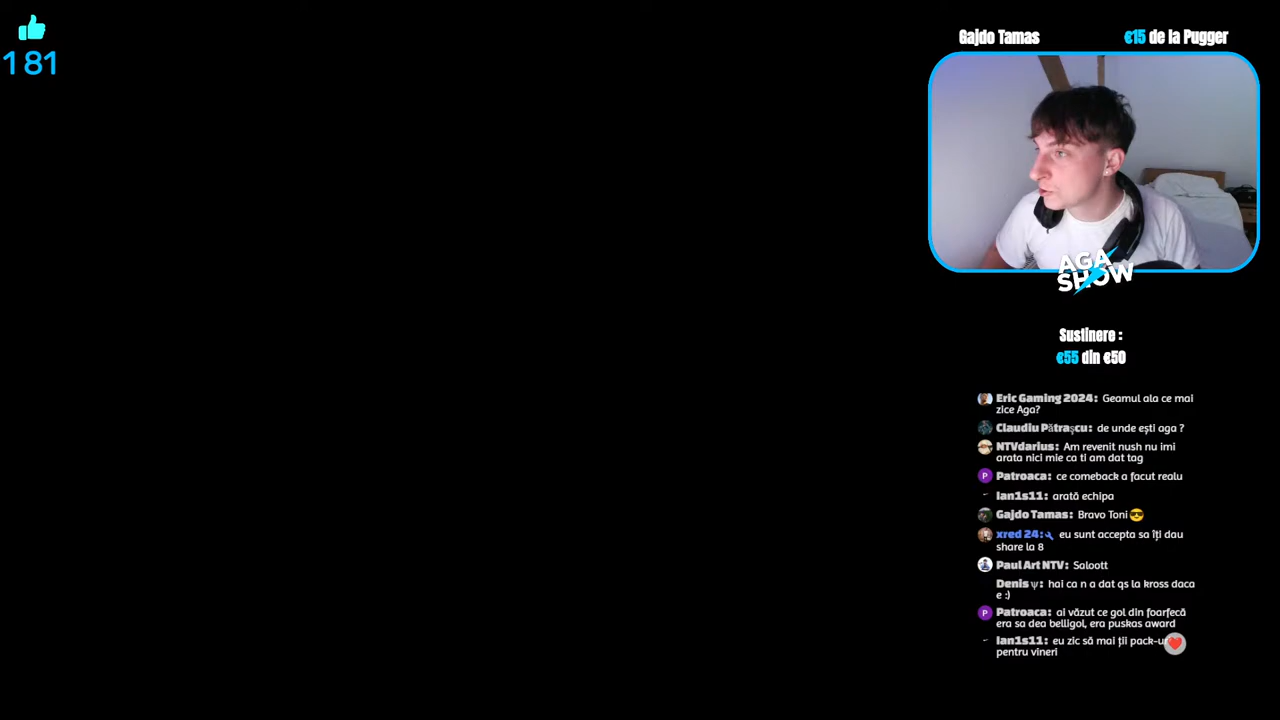 181
Gajdo Tamas
€15 de la Pugger
AGA
SHOW
Sustinere :
€55 din €50
Eric Gaming 2024: Geamul ala ce mai
zice Aga?
Claudiu Pătrașcu: de unde ești aga ?
NTVdarius: Am revenit nush nu imi
arata nici mie ca ti am dat tag
Patroaca: ce comeback a facut realu
Ian1s11: arată echipa
Gajdo Tamas: Bravo Toni😎
xred 24:🔧 eu sunt accepta sa îți dau
share la 8
Paul Art NTV: Saloott
Denis ψ: hai ca n a dat qs la kross daca
e :)
Patroaca: ai văzut ce gol din foarfecă
era sa dea belligol, era puskas award
Ian1s11: eu zic să mai ții
pentru vineri